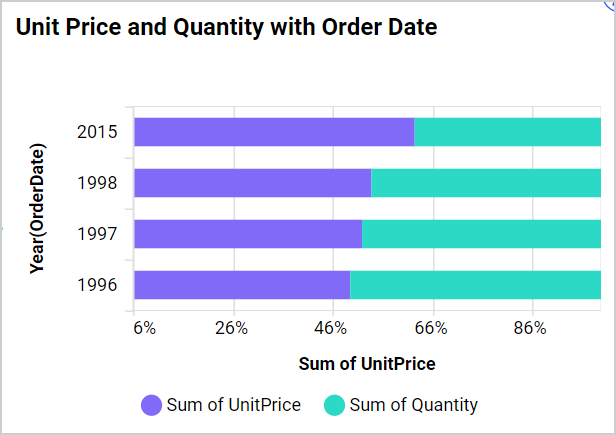 Unit Price and Quantity with Order Date
Year(OrderDate)
2015
1998
1997
1996
6% 26% 46% 66% 86%
Sum of UnitPrice
Sum of UnitPrice Sum of Quantity